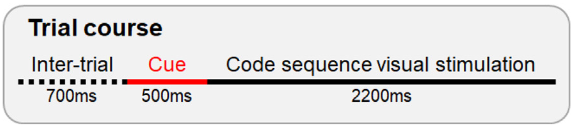 Trial course
Inter-trial Cue Code sequence visual stimulation
700ms 500ms 2200ms